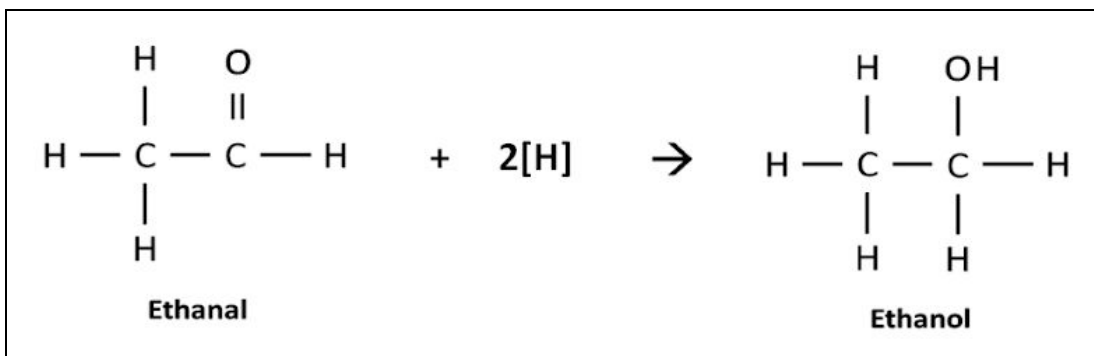 H O
H C C H
H
Ethanal
+ 2[H] →
H OH
H C C H
H H
Ethanol